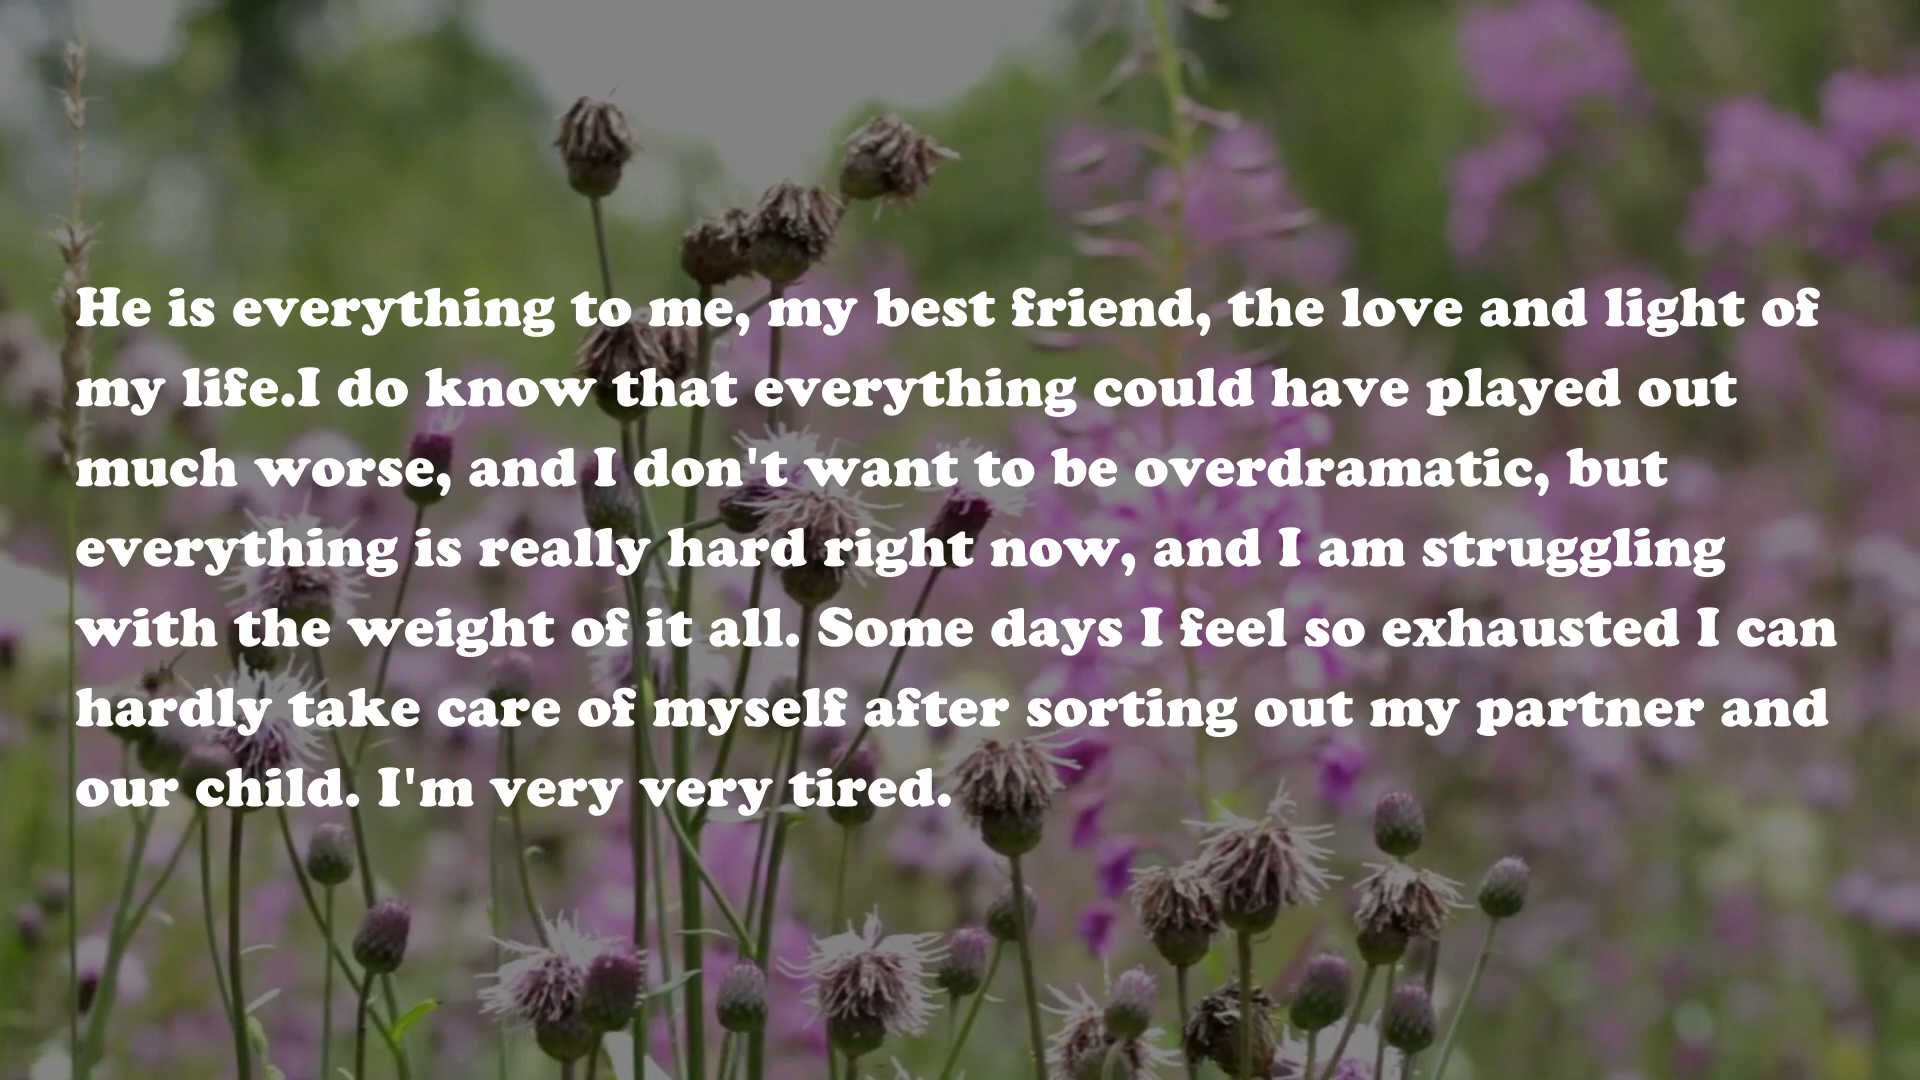 He is everything to me, my best friend, the love and light of
my life.I do know that everything could have played out
much worse, and I don't want to be overdramatic, but
everything is really hard right now, and I am struggling
with the weight of it all. Some days I feel so exhausted I can
hardly take care of myself after sorting out my partner and
our child. I'm very very tired.